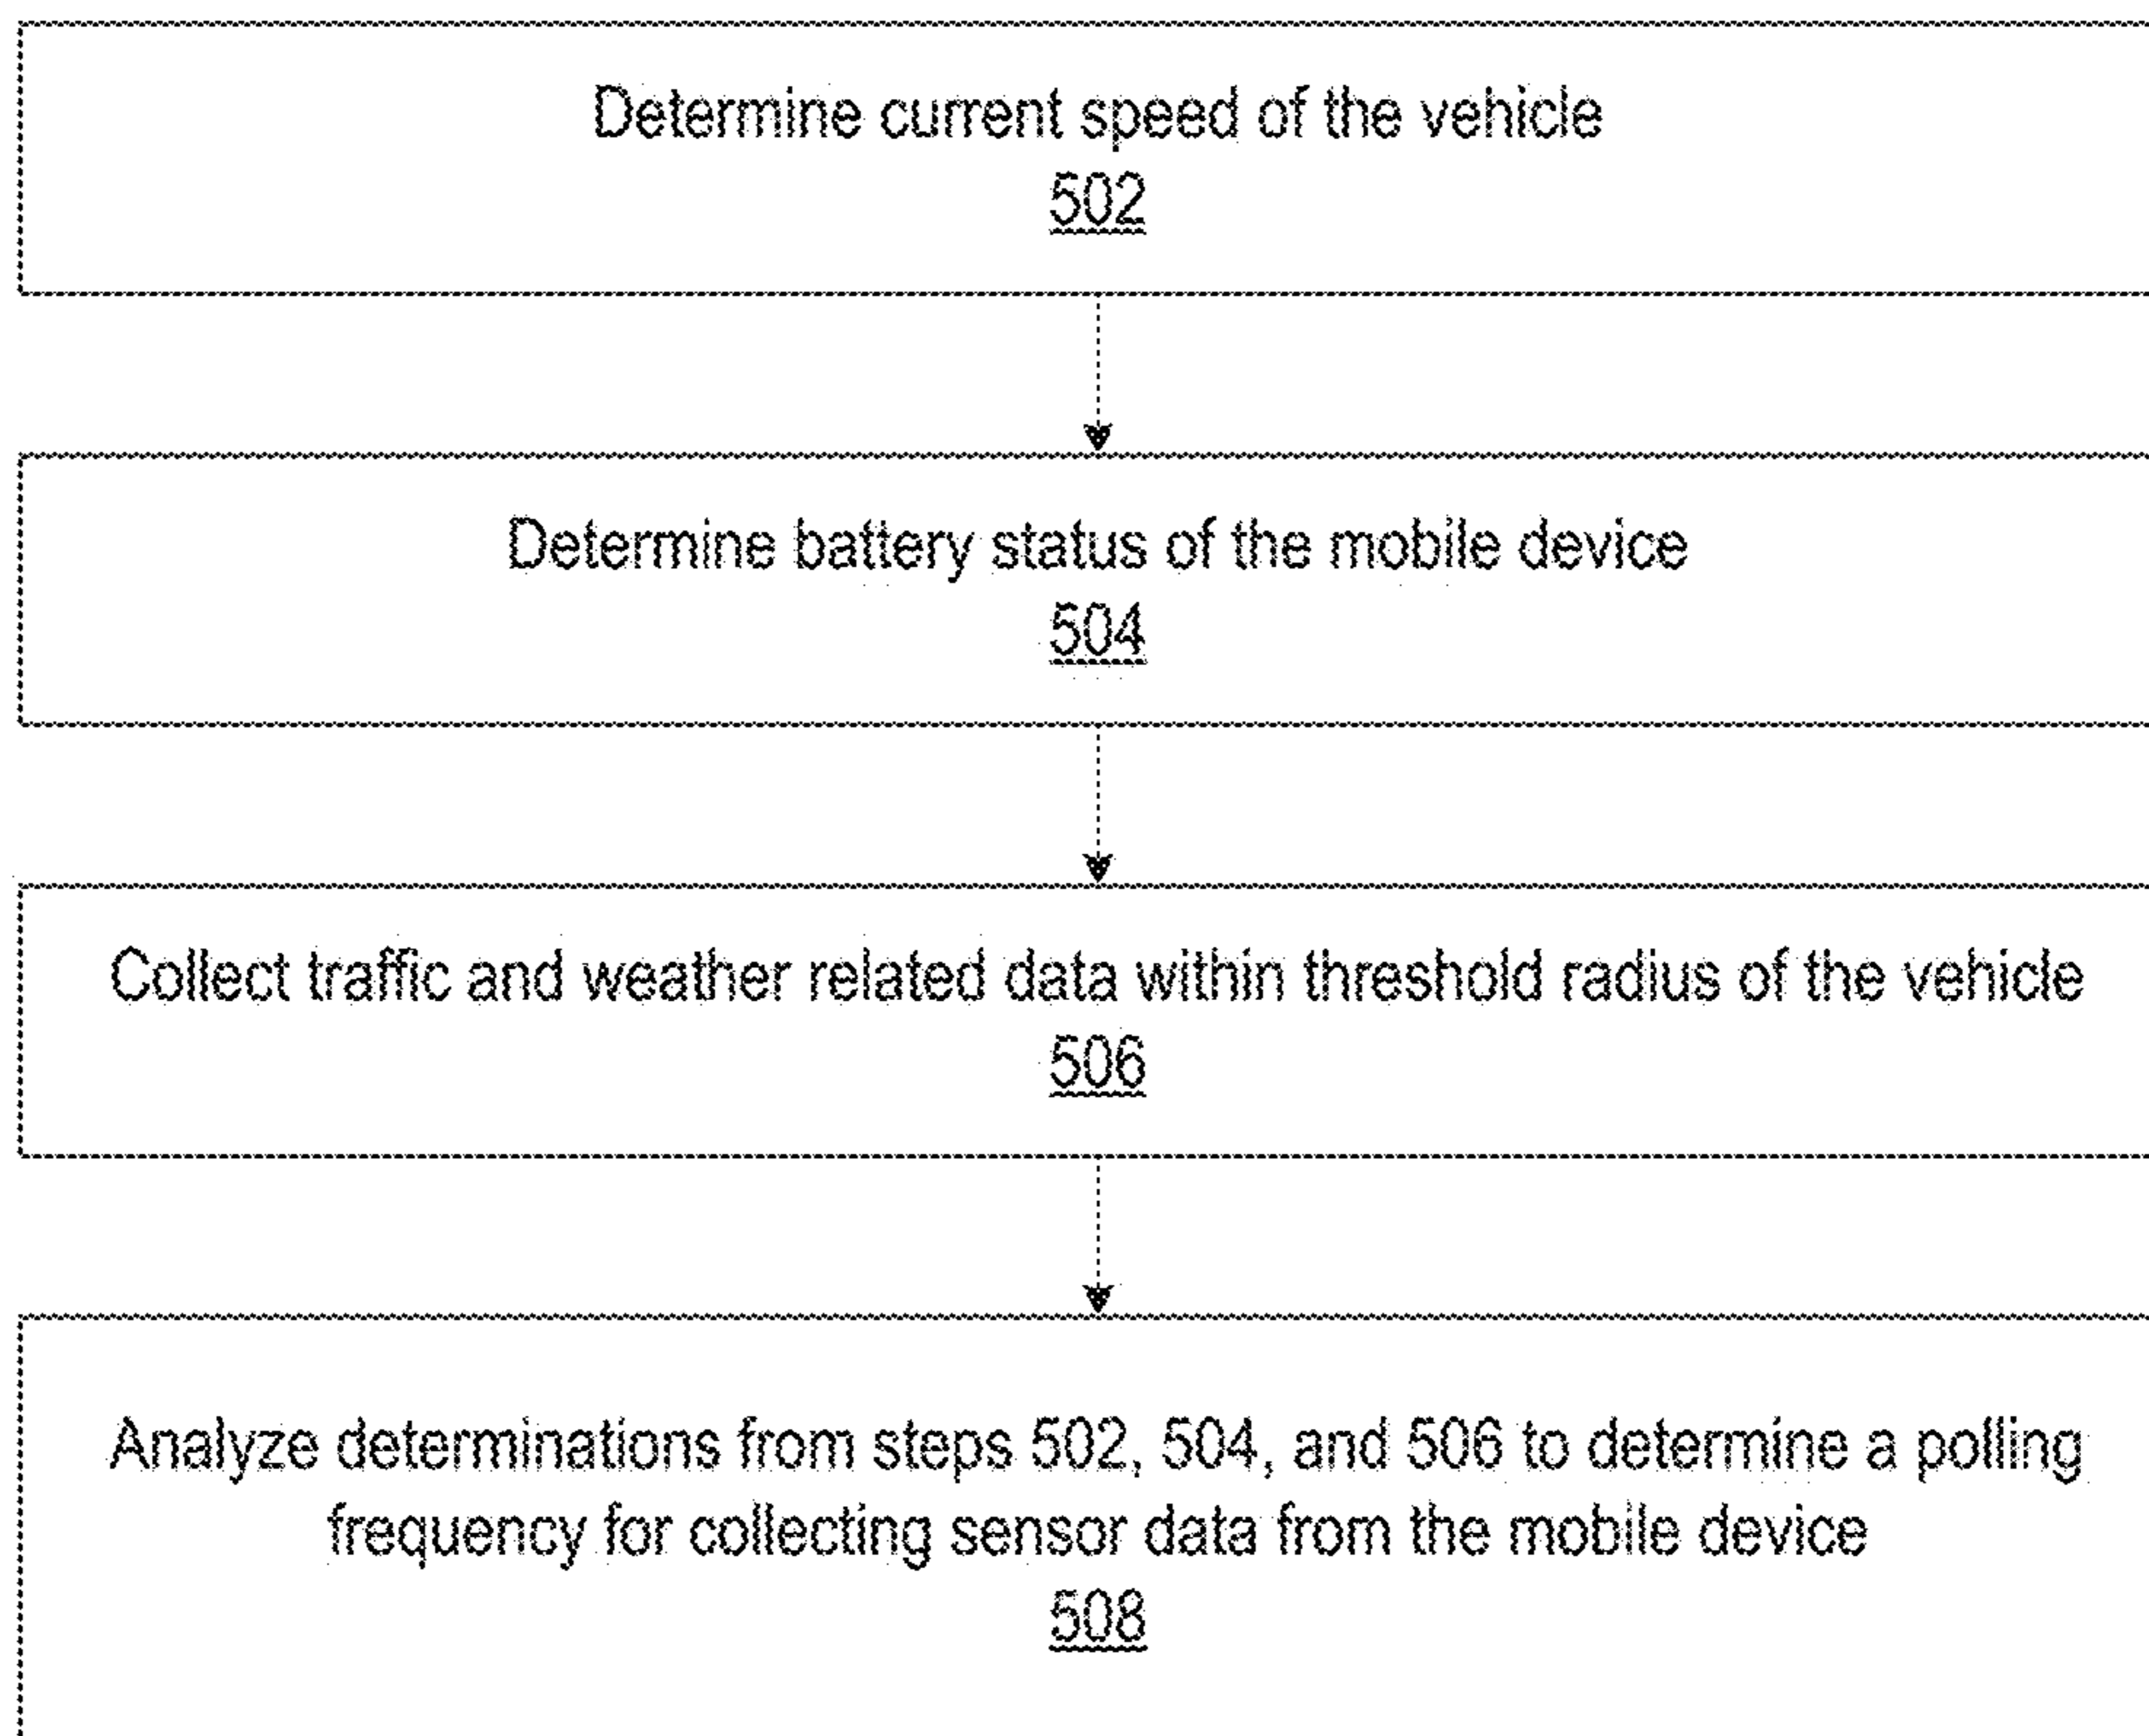 Determine current speed of the vehicle
502
Determine battery status of the mobile device
504
Collect traffic and weather related data within threshold radius of the vehicle
506
Analyze determinations from steps 502, 504, and 506 to determine a polling
frequency for collecting sensor data from the mobile device
508